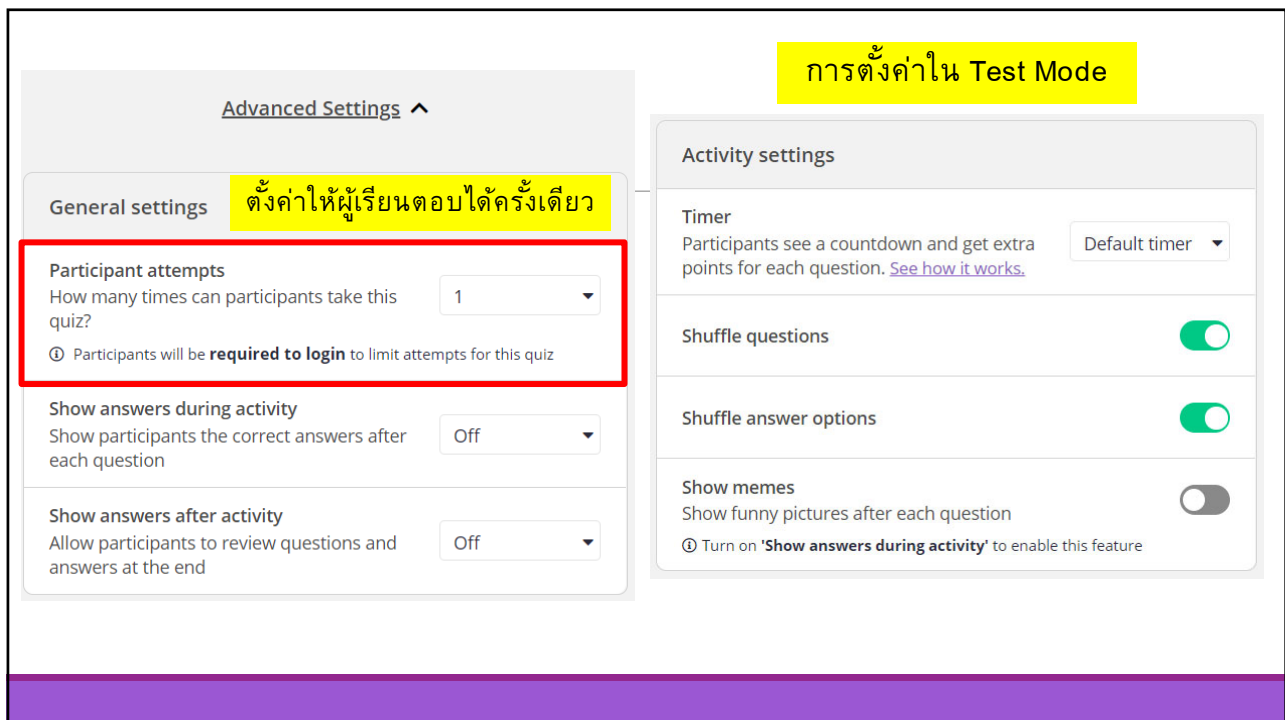 การตั้งค่าใน Test Mode
Advanced Settings
General settings
ตั้งค่าให้ผู้เรียนตอบได้ครั้งเดียว
Participant attempts
How many times can participants take this
quiz?
1
Participants will be required to login to limit attempts for this quiz
Show answers during activity
Show participants the correct answers after
each question
Off
Show answers after activity
Allow participants to review questions and
answers at the end
Off
Activity settings
Timer
Participants see a countdown and get extra
points for each question. See how it works.
Default timer
Shuffle questions
Shuffle answer options
Show memes
Show funny pictures after each question
Turn on 'Show answers during activity' to enable this feature